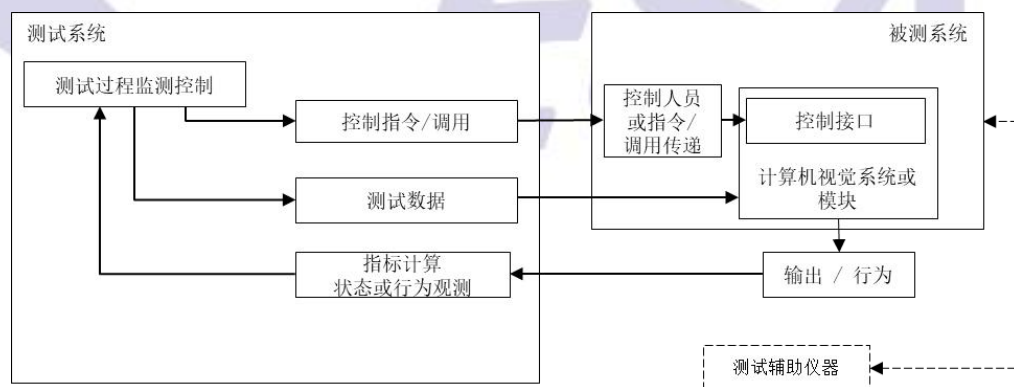 测试系统
被测系统
测试过程监测控制
控制指令/调用
控制人员
或指令/
调用传递
控制接口
计算机视觉系统或
模块
测试数据
指标计算
状态或行为观测
输出 / 行为
测试辅助仪器